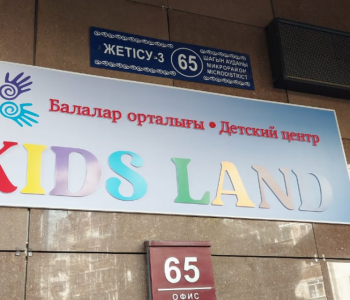 ЖЕТІСУ-3 65 ШАҒЫН АУДАНЫ
МИКРОРАЙОН
MICRODISTRICT
Балалар орталығы • Детский центр
KIDS LAND
65
ОФИС